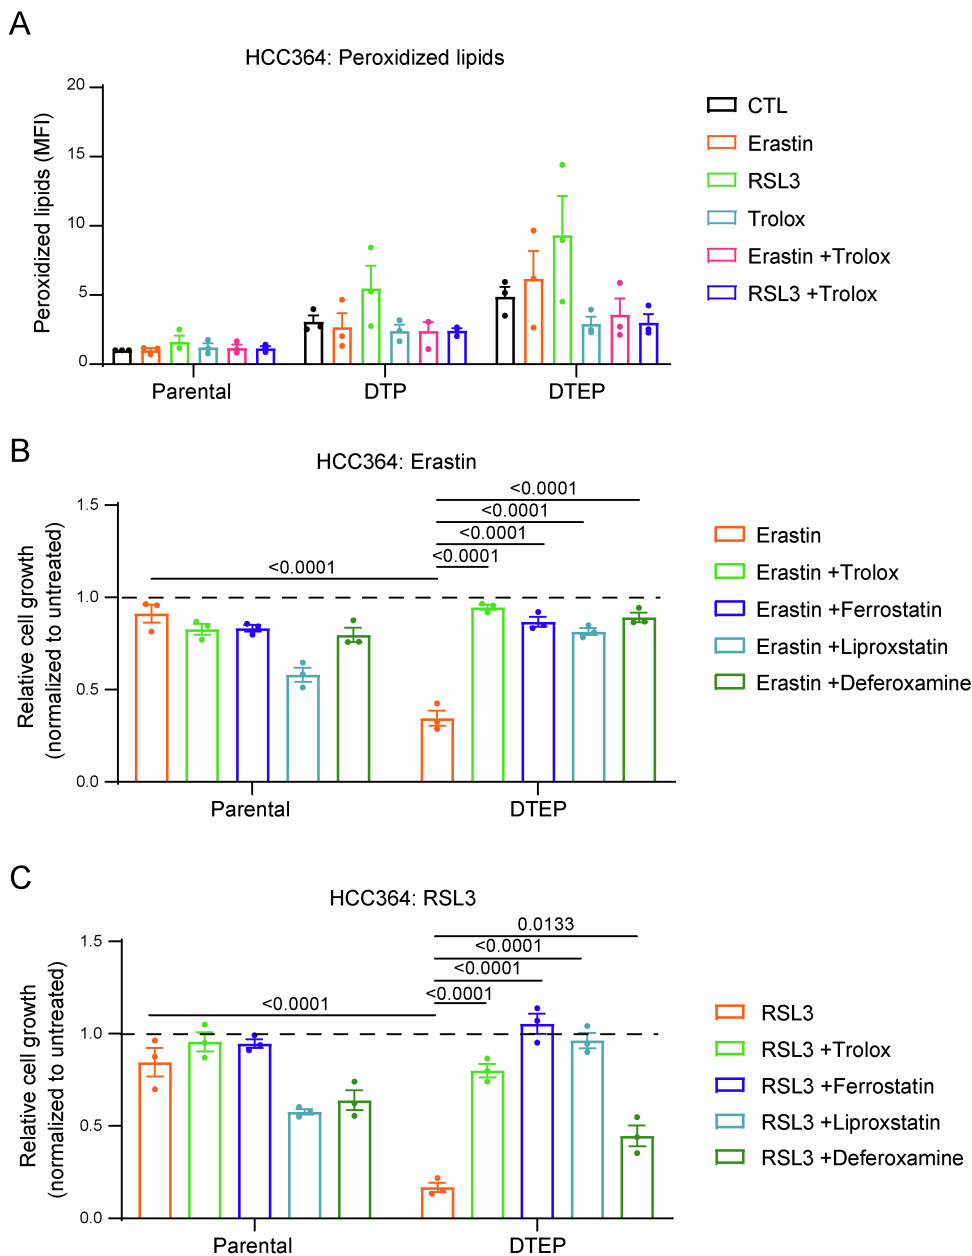 A
HCC364: Peroxidized lipids
Peroxidized lipids (MFI)
20
15
10
5
0
Parental
DTP
DTEP
CTL
Erastin
RSL3
Trolox
Erastin +Trolox
RSL3 +Trolox
B
HCC364: Erastin
Relative cell growth
(normalized to untreated)
1.5
1.0
0.5
0.0
<0.0001
<0.0001
<0.0001
<0.0001
<0.0001
Parental
DTEP
Erastin
Erastin +Trolox
Erastin +Ferrostatin
Erastin +Liproxstatin
Erastin +Deferoxamine
C
HCC364: RSL3
Relative cell growth
(normalized to untreated)
1.5
1.0
0.5
0.0
0.0133
<0.0001
<0.0001
<0.0001
<0.0001
Parental
DTEP
RSL3
RSL3 +Trolox
RSL3 +Ferrostatin
RSL3 +Liproxstatin
RSL3 +Deferoxamine